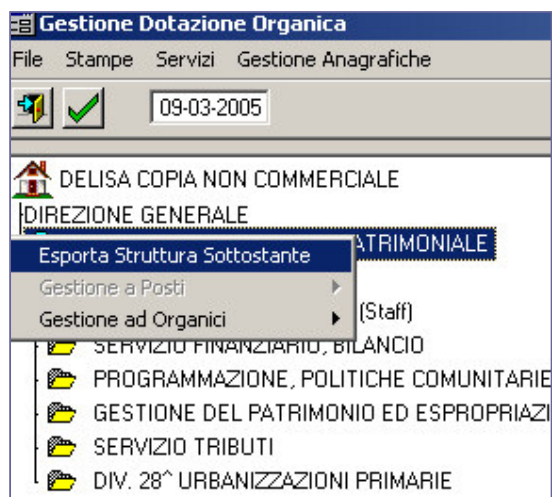 Gestione Dotazione Organica
File Stampe Servizi Gestione Anagrafiche
09-03-2005
DELISA COPIA NON COMMERCIALE
DIREZIONE GENERALE
ATRIMONIALE
Esporta Struttura Sottostante
Gestione a Posti
(Staff)
Gestione ad Organici
SERVIZIO FINANZIARIO, BILANCIO
PROGRAMMAZIONE, POLITICHE COMUNITARIE
GESTIONE DEL PATRIMONIO ED ESPROPRIAZI
SERVIZIO TRIBUTI
DIV. 28^ URBANIZZAZIONI PRIMARIE